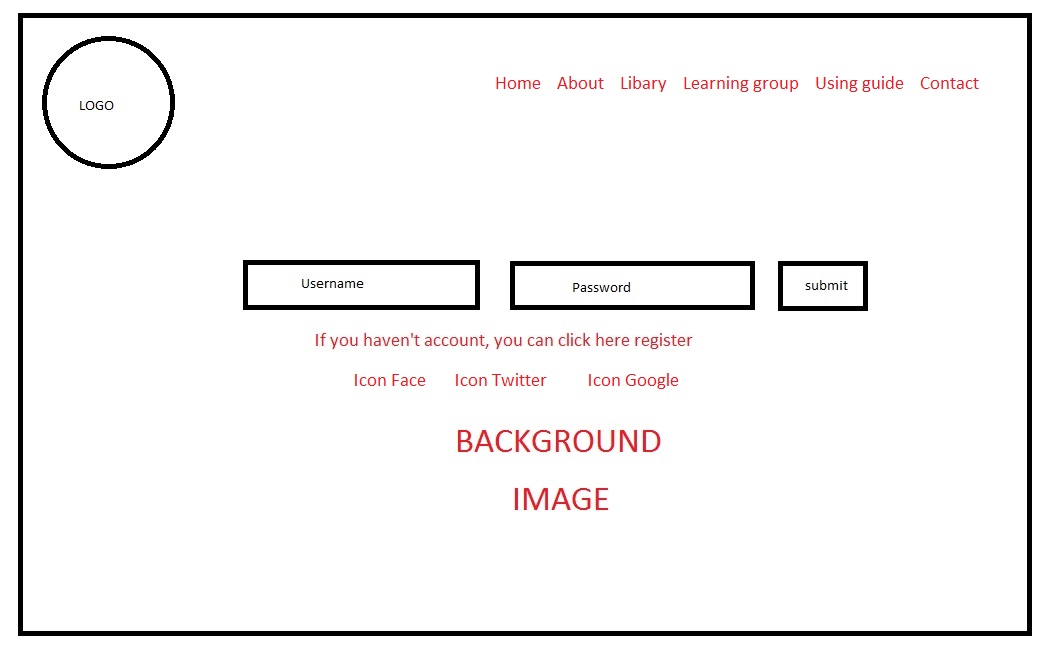 LOGO
Home About Libary Learning group Using guide Contact
Username Password submit
If you haven't account, you can click here register
Icon Face Icon Twitter Icon Google
BACKGROUND
IMAGE